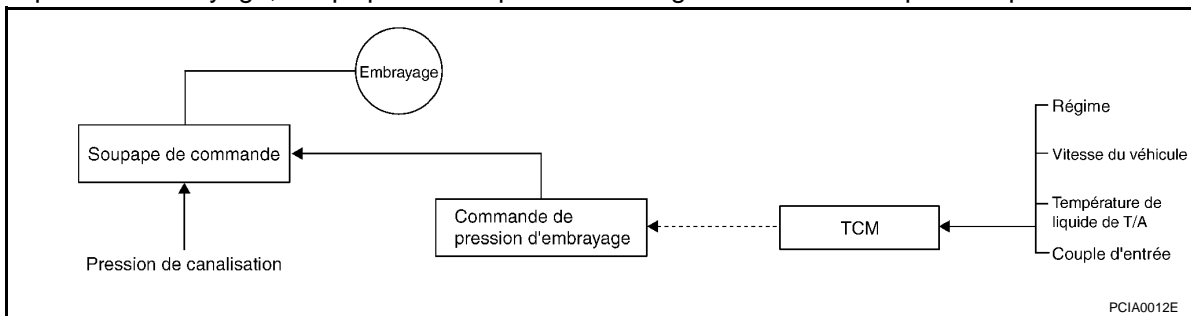 Embrayage
Soupape de commande
Pression de canalisation
Commande de
pression d'embrayage
TCM
Régime
Vitesse du véhicule
Température de
liquide de T/A
Couple d'entrée
PCIA0012E